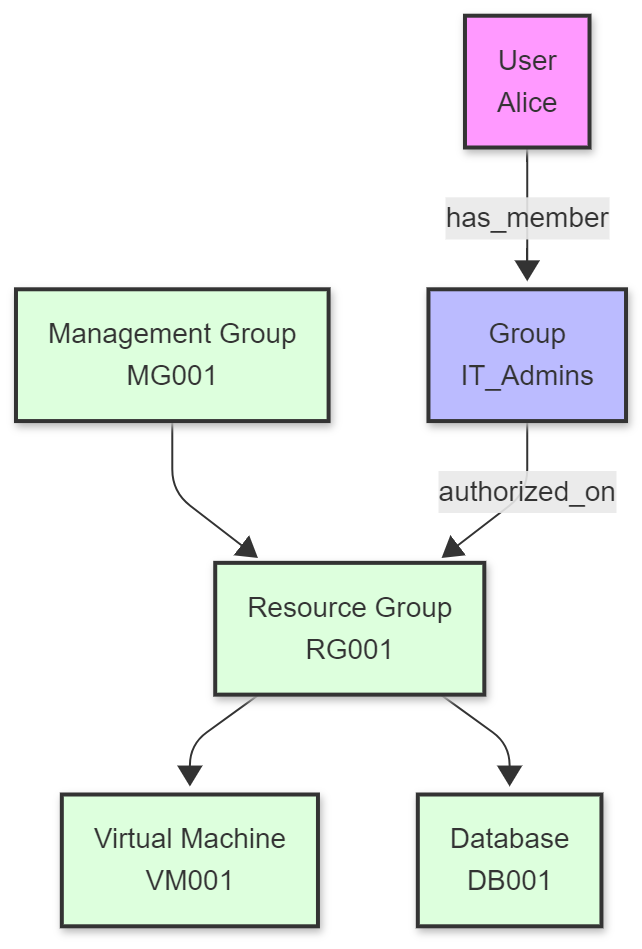 User
Alice
has_member
Management Group
MG001
Group
IT_Admins
authorized_on
Resource Group
RG001
Virtual Machine
VM001
Database
DB001